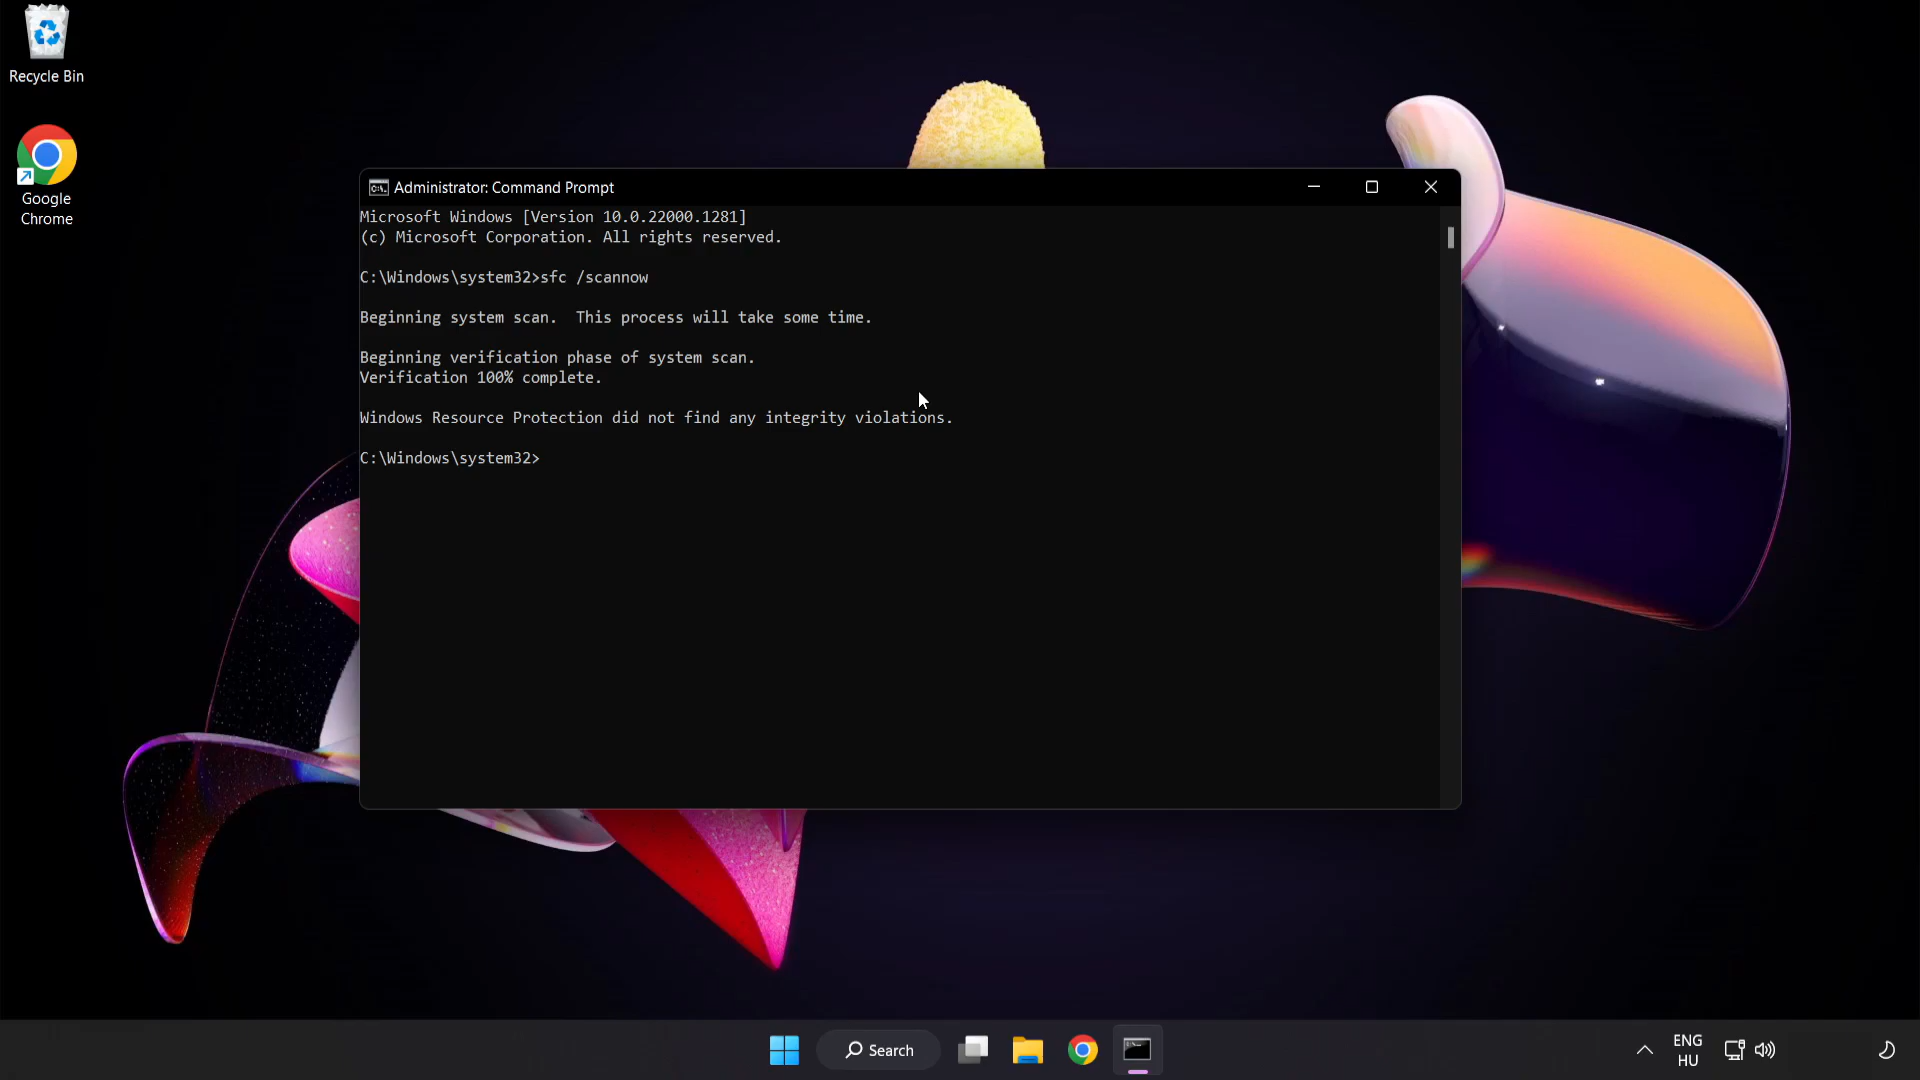 Recycle Bin
Google
Chrome
Administrator: Command Prompt
Microsoft Windows [Version 10.0.22000.1281]
(c) Microsoft Corporation. All rights reserved.
C:\Windows\system32>sfc /scannow
Beginning system scan.  This process will take some time.
Beginning verification phase of system scan.
Verification 100% complete.
Windows Resource Protection did not find any integrity violations.
C:\Windows\system32>
Search
ENG
HU